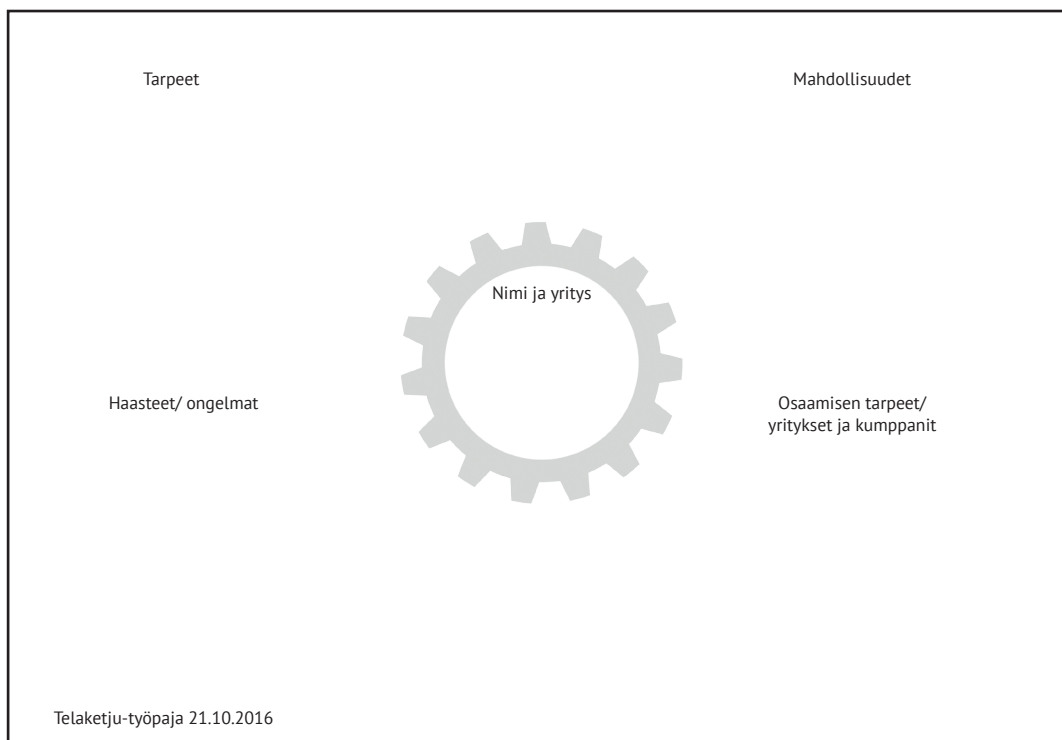 Tarpeet
Mahdollisuudet
Nimi ja yritys
Haasteet/ ongelmat
Osaamisen tarpeet/
yritykset ja kumppanit
Telaketju-työpaja 21.10.2016